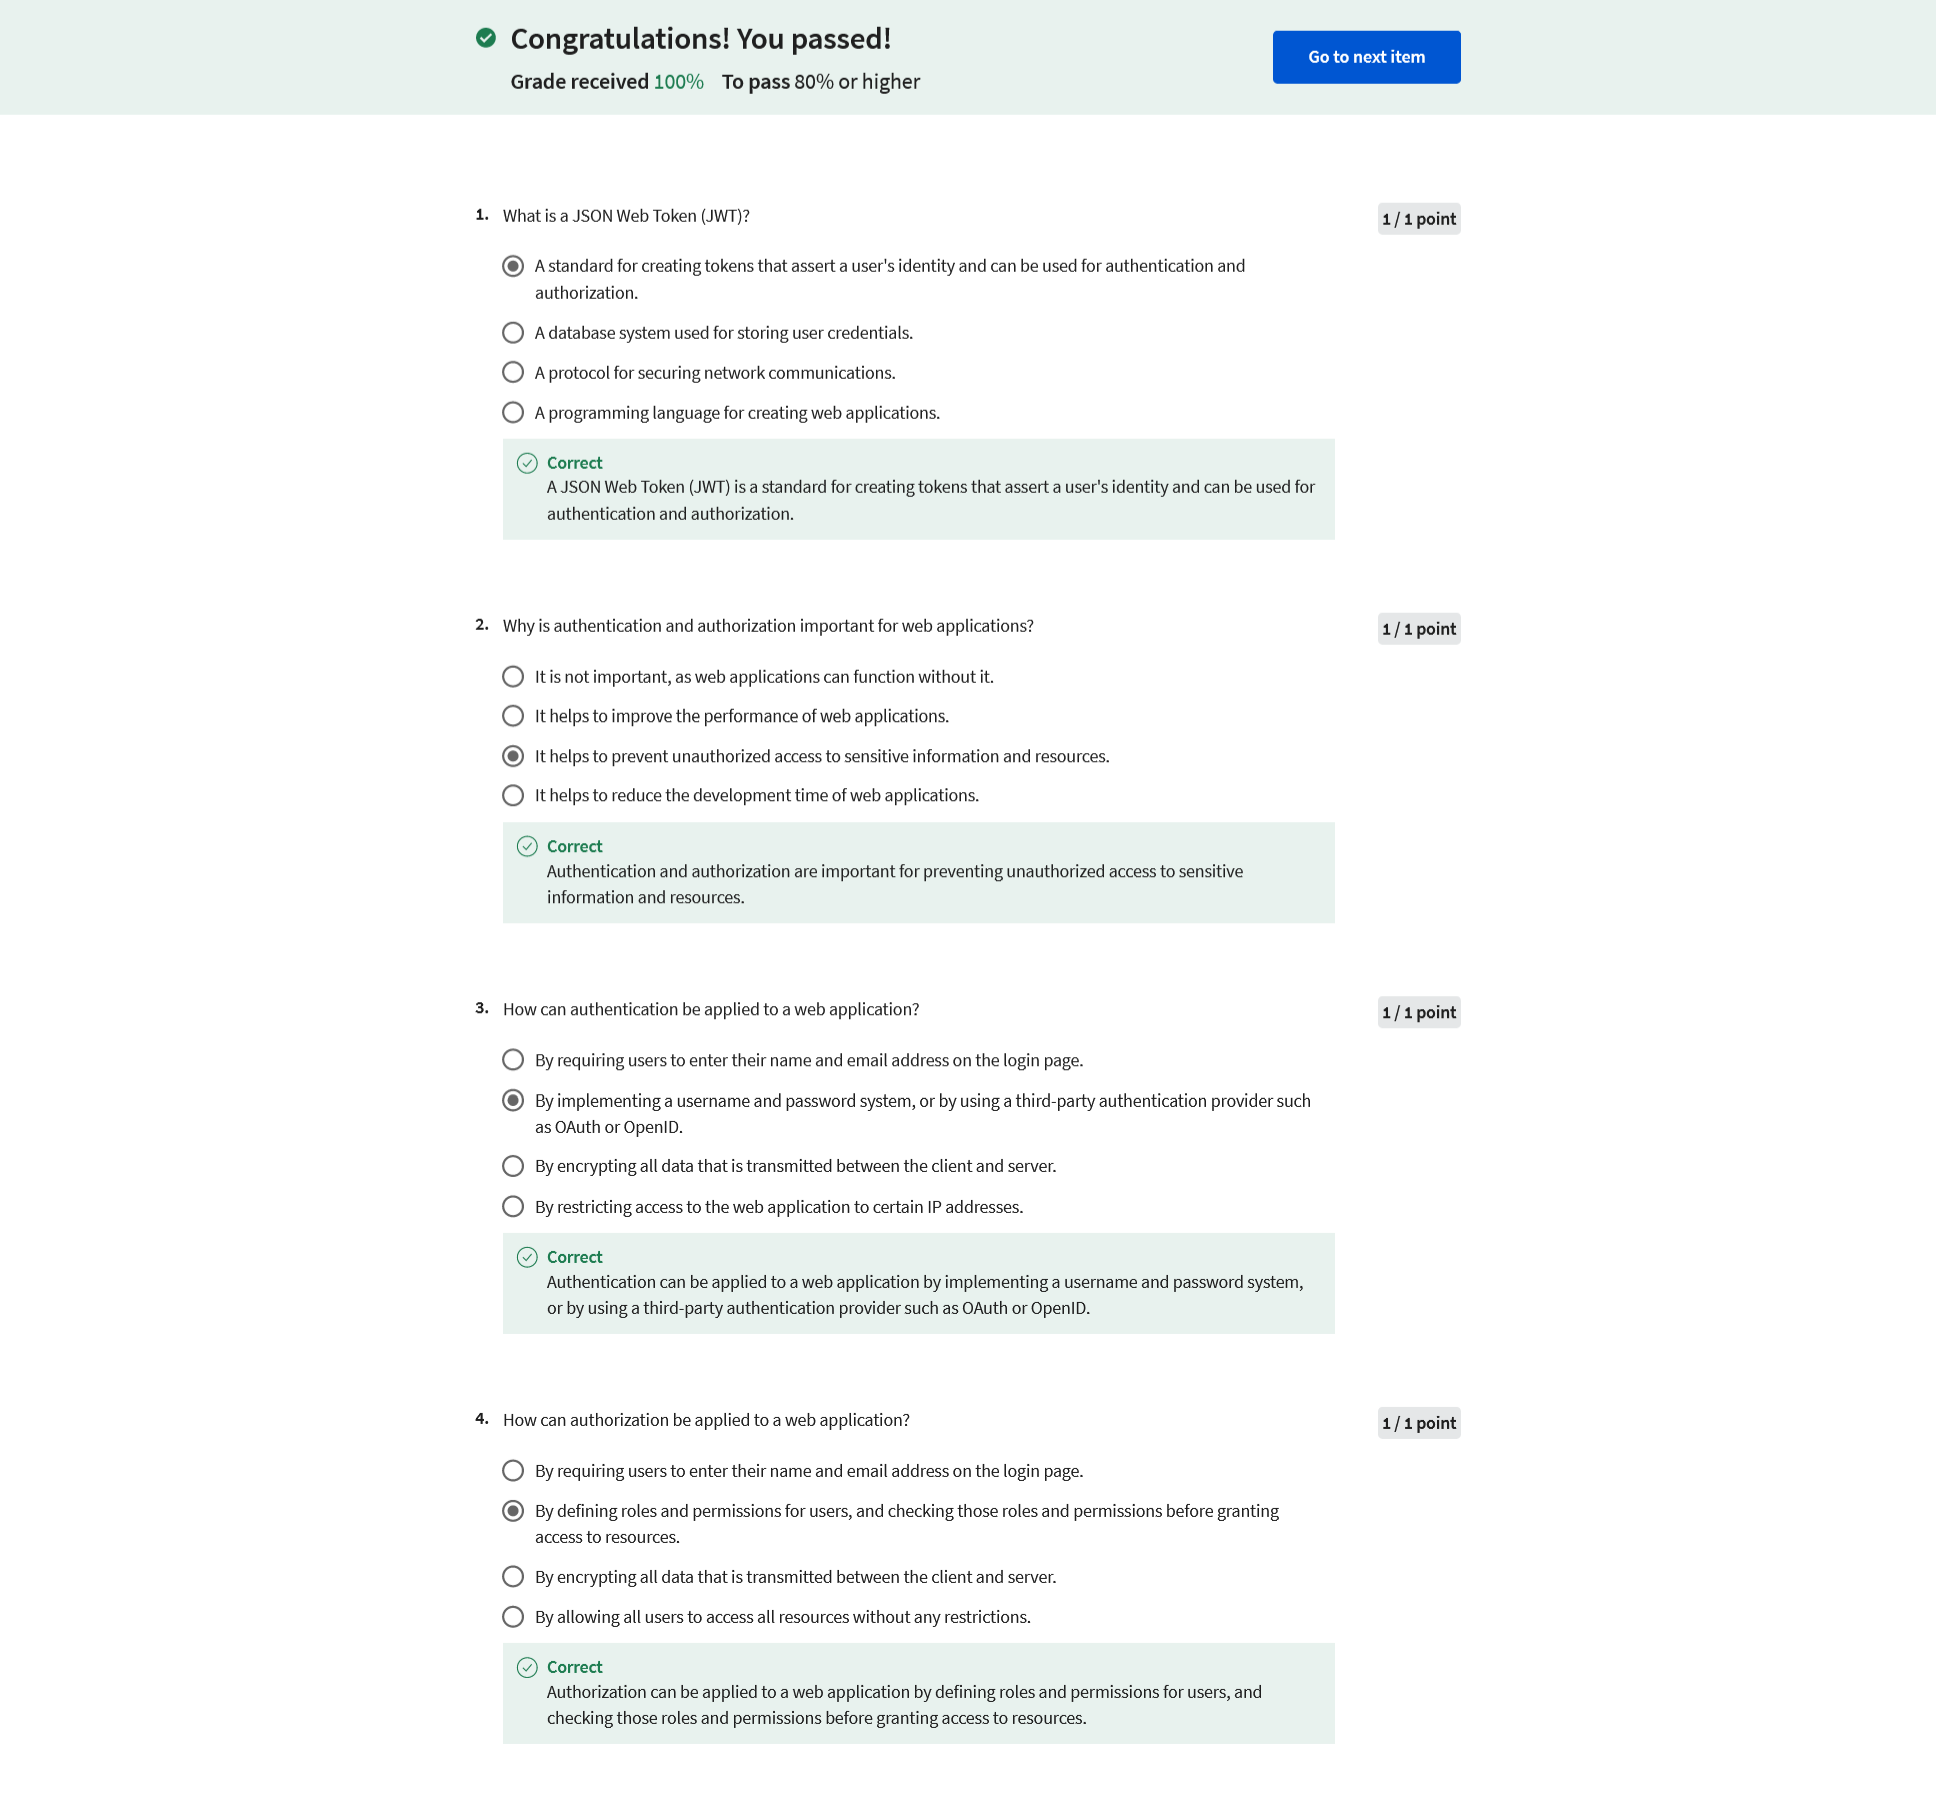 Congratulations! You passed!
Grade received 100% To pass 80% or higher
Go to next item
1. What is a JSON Web Token (JWT)?
1 / 1 point
A standard for creating tokens that assert a user's identity and can be used for authentication and
authorization.
A database system used for storing user credentials.
A protocol for securing network communications.
A programming language for creating web applications.
Correct
A JSON Web Token (JWT) is a standard for creating tokens that assert a user's identity and can be used for
authentication and authorization.
2. Why is authentication and authorization important for web applications?
1 / 1 point
It is not important, as web applications can function without it.
It helps to improve the performance of web applications.
It helps to prevent unauthorized access to sensitive information and resources.
It helps to reduce the development time of web applications.
Correct
Authentication and authorization are important for preventing unauthorized access to sensitive
information and resources.
3. How can authentication be applied to a web application?
1 / 1 point
By requiring users to enter their name and email address on the login page.
By implementing a username and password system, or by using a third-party authentication provider such
as OAuth or OpenID.
By encrypting all data that is transmitted between the client and server.
By restricting access to the web application to certain IP addresses.
Correct
Authentication can be applied to a web application by implementing a username and password system,
or by using a third-party authentication provider such as OAuth or OpenID.
4. How can authorization be applied to a web application?
1 / 1 point
By requiring users to enter their name and email address on the login page.
By defining roles and permissions for users, and checking those roles and permissions before granting
access to resources.
By encrypting all data that is transmitted between the client and server.
By allowing all users to access all resources without any restrictions.
Correct
Authorization can be applied to a web application by defining roles and permissions for users, and
checking those roles and permissions before granting access to resources.